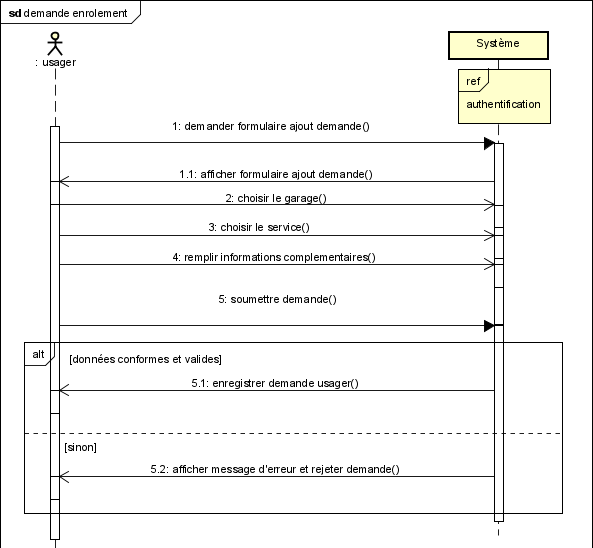 sd demande enrolement
: usager
Système
ref
authentification
1: demander formulaire ajout demande()
1.1: afficher formulaire ajout demande()
2: choisir le garage()
3: choisir le service()
4: remplir informations complementaires()
5: soumettre demande()
alt
[données conformes et valides]
5.1: enregistrer demande usager()
[sinon]
5.2: afficher message d'erreur et rejeter demande()